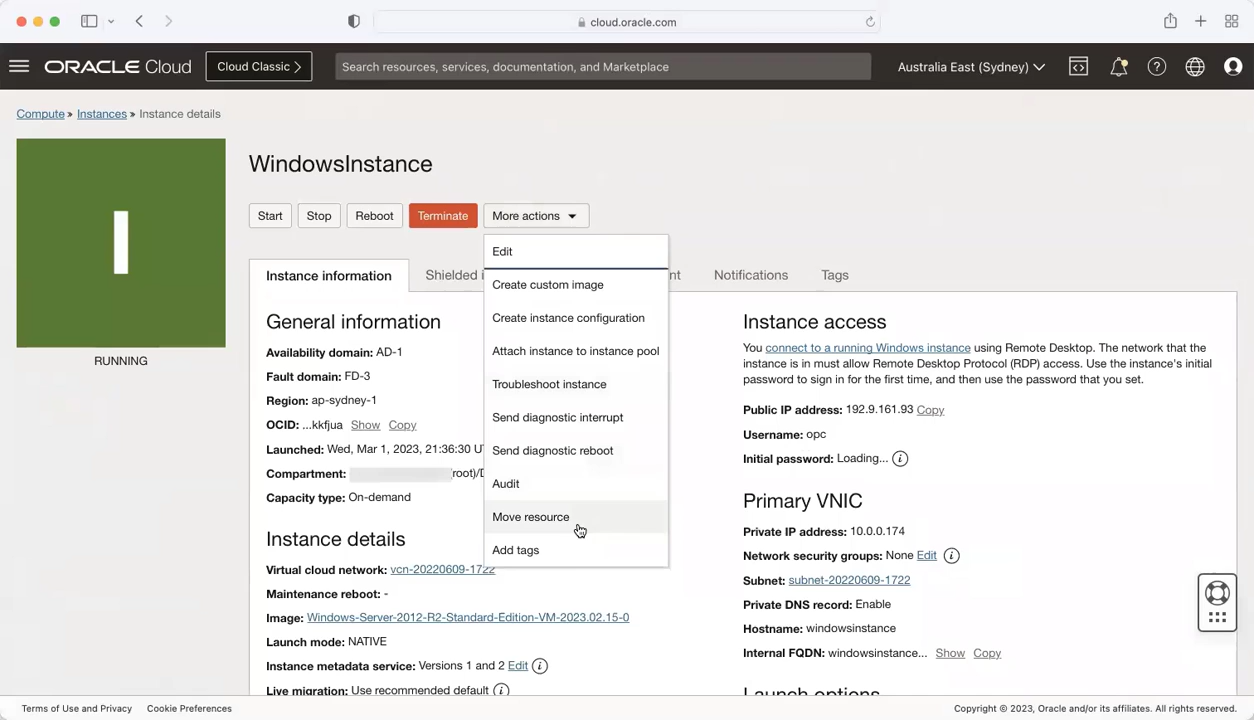 cloud.oracle.com
ORACLE Cloud
Cloud Classic
Search resources, services, documentation, and Marketplace
Australia East (Sydney)
Compute » Instances » Instance details
I
RUNNING
WindowsInstance
Start
Stop
Reboot
Terminate
More actions
Edit
Create custom image
Create instance configuration
Attach instance to instance pool
Troubleshoot instance
Send diagnostic interrupt
Send diagnostic reboot
Audit
Move resource
Add tags
Instance information
Shielded i
nt
Notifications
Tags
General information
Availability domain: AD-1
Fault domain: FD-3
Region: ap-sydney-1
OCID: ...kkfjua Show Copy
Launched: Wed, Mar 1, 2023, 21:36:30 U
Compartment: root)/
Capacity type: On-demand
Instance details
Virtual cloud network: vcn-20220609-1722
Maintenance reboot: -
Image: Windows-Server-2012-R2-Standard-Edition-VM-2023.02.15-0
Launch mode: NATIVE
Instance metadata service: Versions 1 and 2 Edit
Live migration: Use recommended default
Instance access
You connect to a running Windows instance using Remote Desktop. The network that the
instance is in must allow Remote Desktop Protocol (RDP) access. Use the instance's initial
password to sign in for the first time, and then use the password that you set.
Public IP address: 192.9.161.93 Copy
Username: opc
Initial password: Loading...
Primary VNIC
Private IP address: 10.0.0.174
Network security groups: None Edit
Subnet: subnet-20220609-1722
Private DNS record: Enable
Hostname: windowsinstance
Internal FQDN: windowsinstance... Show Copy
Launch options
Terms of Use and Privacy
Cookie Preferences
Copyright © 2023, Oracle and/or its affiliates. All rights reserved.